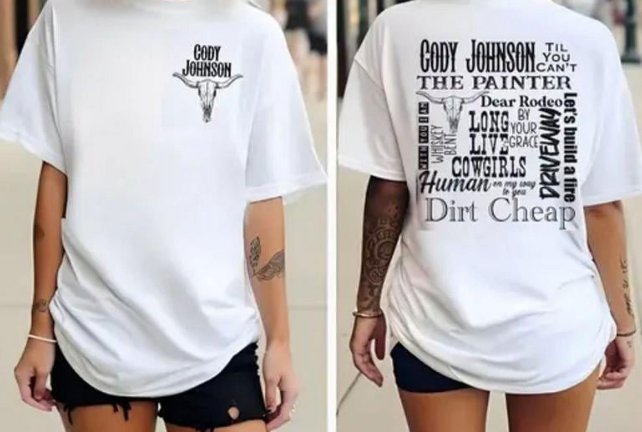 CODY
JOHNSON
CODY JOHNSON
TIL
YOU
CAN'T
THE PAINTER
Dear Rodeo
WHISKEY
BENT
LONG
LIVE
COWGIRLS
BY
YOUR
GRACE
DRIVEWAY
Let's build a fire
Human
on my way
to you
Dirt Cheap